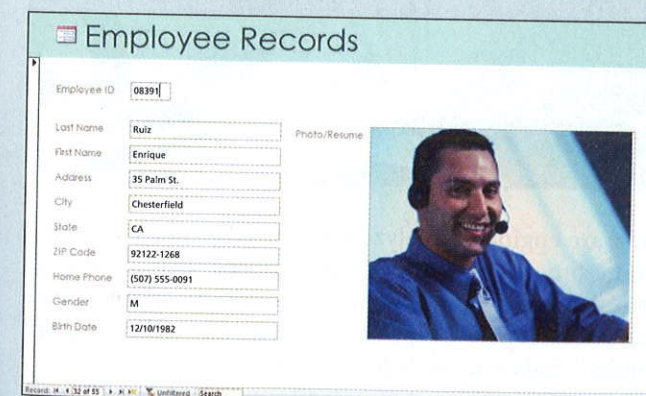 Employee Records
Employee ID 08391
Last Name Ruiz
Photo/Resume
First Name Enrique
Address 35 Palm St.
City Chesterfield
State CA
ZIP Code 92122-1268
Home Phone (507) 555-0091
Gender M
Birth Date 12/10/1982
Record: 32 of 55 Unfiltered Search